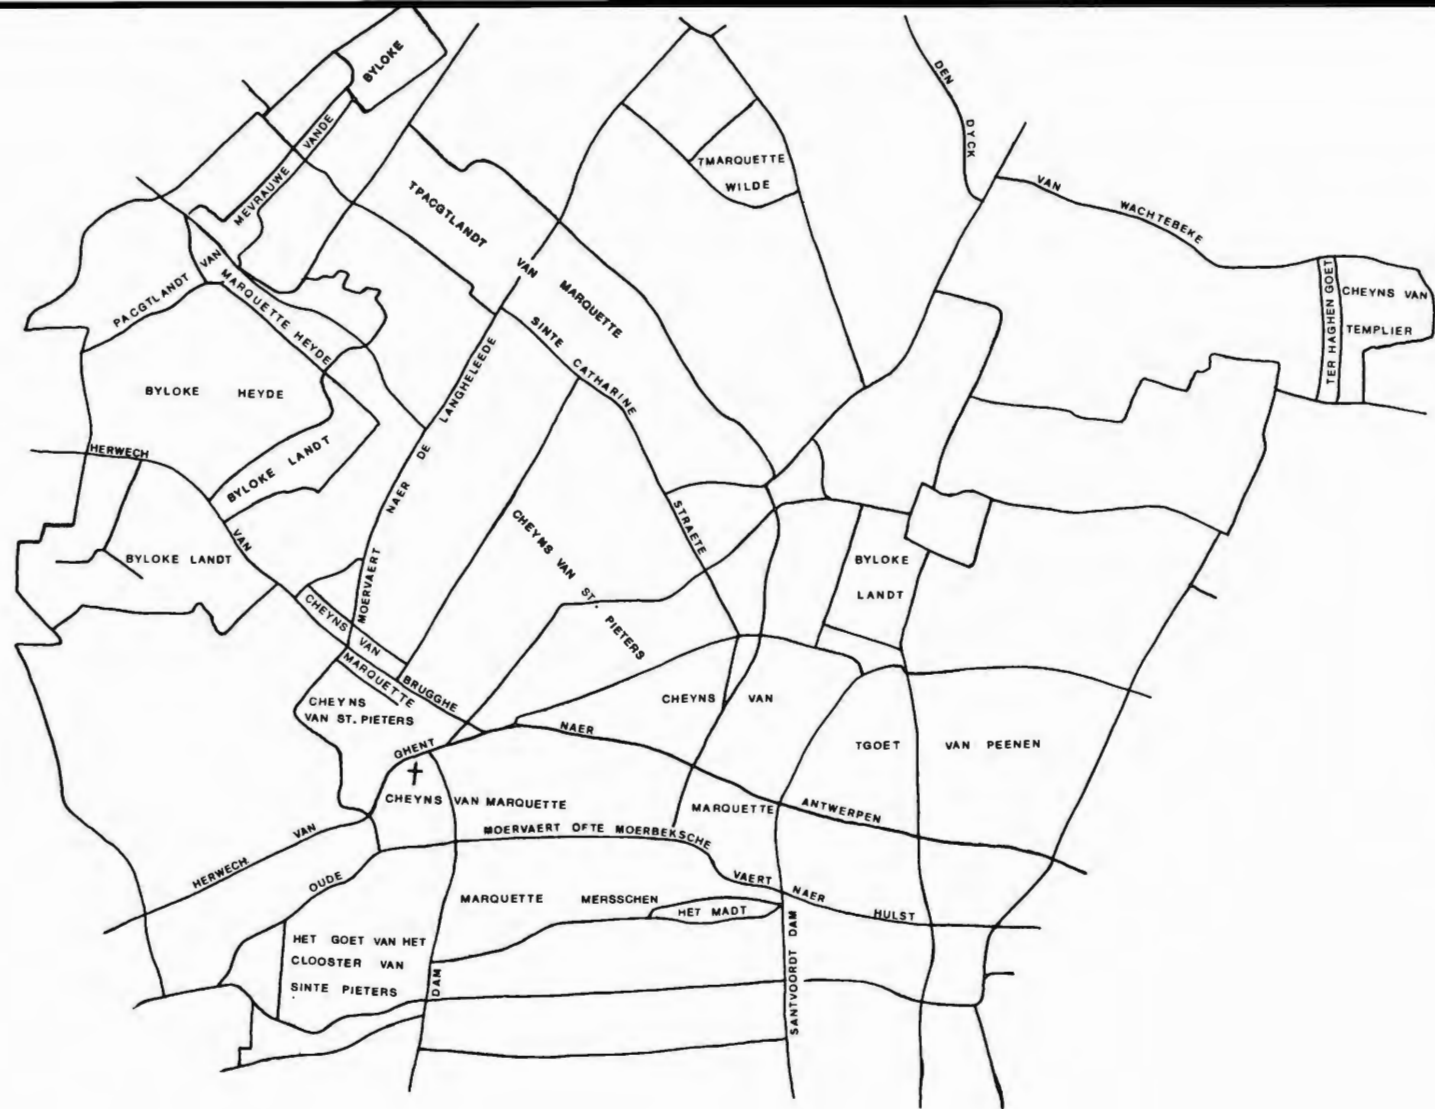 BYLOKE
MEVRAUWE VANDE
DEN DYCK
VAN WACHTEBEKE
TMARQUETTE
WILDE
TPACGTLANDT VAN MARQUETTE
PACGTLANDT VAN
MARQUETTE HEYDE
TER HAGHEN GOET
CHEYNS VAN
TEMPLIER
SINTE CATHARINE STRAETE
BYLOKE HEYDE
BYLOKE LANDT
MOERVAERT NAER DE LANGHELEEDE
HERWECH VAN
BYLOKE LANDT
CHEYMS VAN ST. PIETERS
BYLOKE
LANDT
CHEYNS VAN
MARQUETTE
BRUGGHE
CHEYNS
VAN ST. PIETERS
CHEYNS VAN
MARQUETTE
TGOET VAN PEENEN
HERWECH VAN GHENT NAER ANTWERPEN
CHEYNS VAN MARQUETTE
OUDE MOERVAERT OFTE MOERBEKSCHE VAERT NAER HULST
MARQUETTE MERSSCHEN
HET MADT
HET GOET VAN HET
CLOOSTER VAN
SINTE PIETERS
DAM
SANTVOORDT DAM